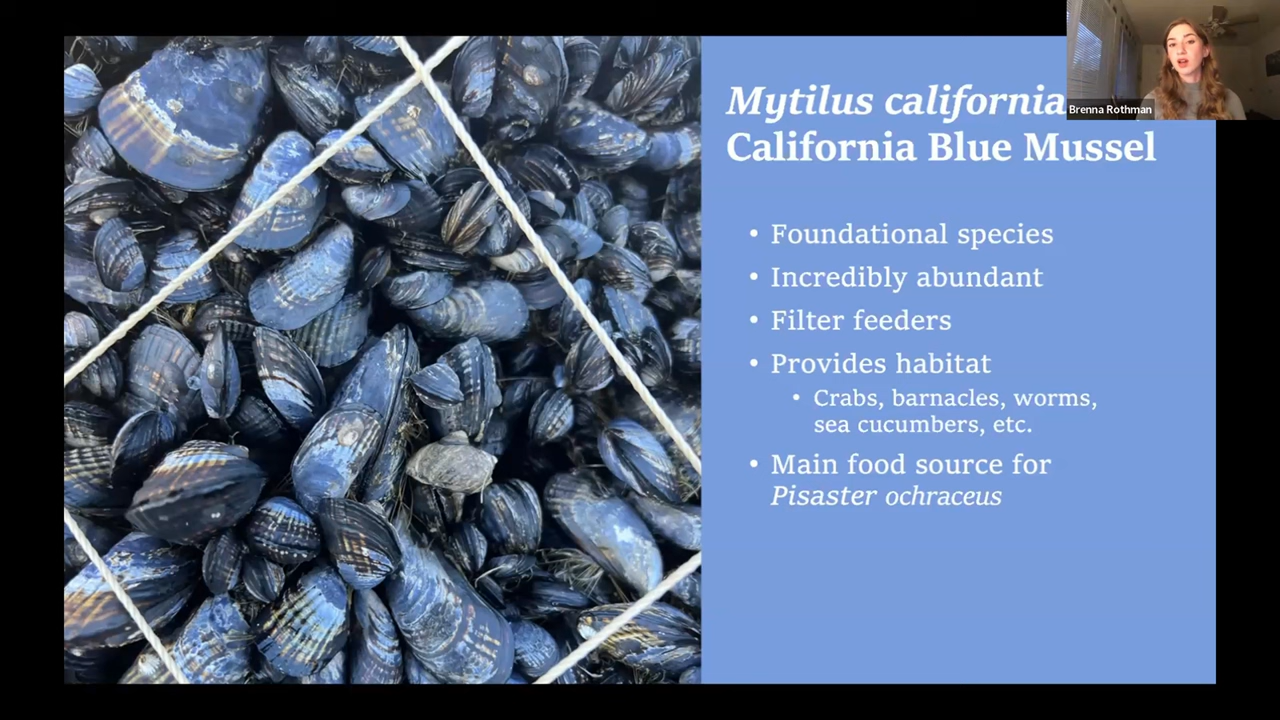 Mytilus california
Brenna Rothman
California Blue Mussel
• Foundational species
• Incredibly abundant
• Filter feeders
• Provides habitat
• Crabs, barnacles, worms,
sea cucumbers, etc.
• Main food source for
Pisaster ochraceus